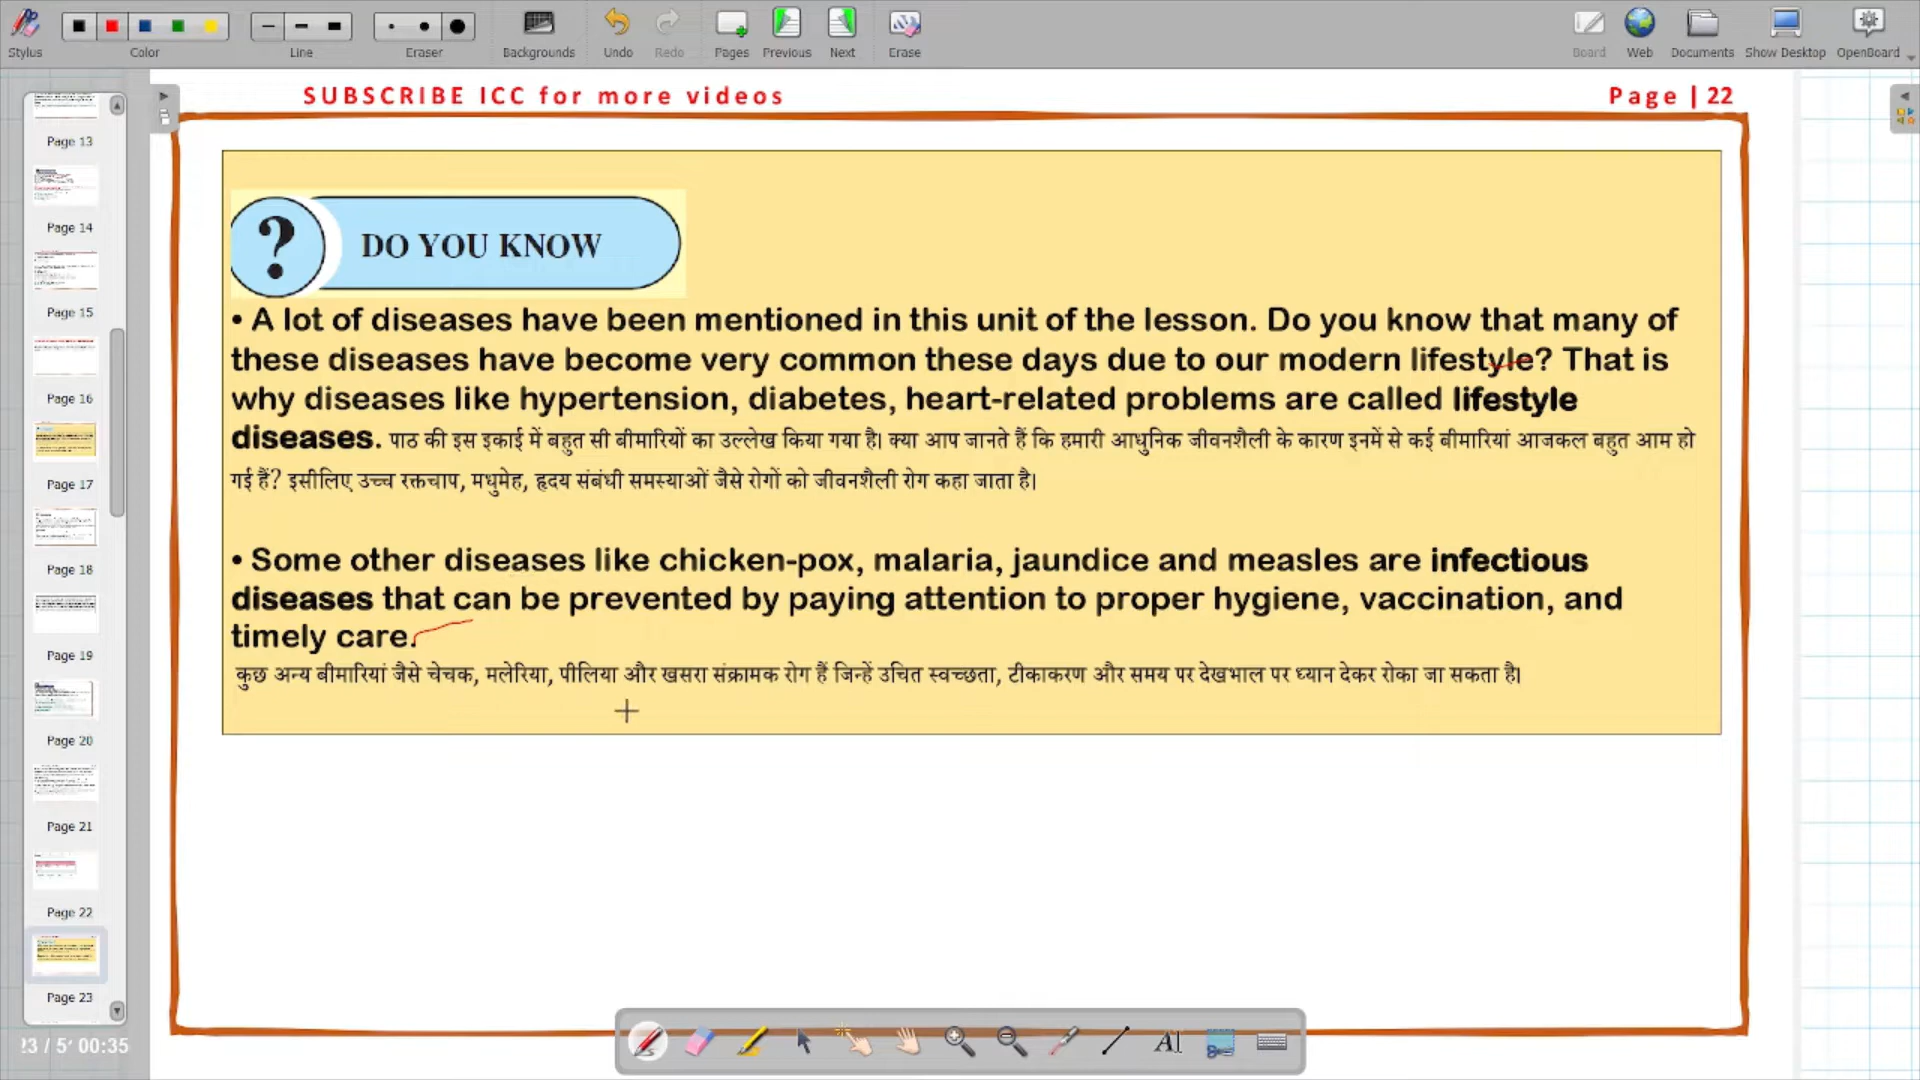 Stylus
Color
Line
Eraser
Backgrounds
Undo
Redo
Pages
Previous
Next
Erase
Board
Web
Documents
Show Desktop
OpenBoard
SUBSCRIBE ICC for more videos
Page | 22
? DO YOU KNOW
• A lot of diseases have been mentioned in this unit of the lesson. Do you know that many of
these diseases have become very common these days due to our modern lifestyle? That is
why diseases like hypertension, diabetes, heart-related problems are called lifestyle
diseases. पाठ की इस इकाई में बहुत सी बीमारियों का उल्लेख किया गया है। क्या आप जानते हैं कि हमारी आधुनिक जीवनशैली के कारण इनमें से कई बीमारियां आजकल बहुत आम हो
गई हैं? इसीलिए उच्च रक्तचाप, मधुमेह, हृदय संबंधी समस्याओं जैसे रोगों को जीवनशैली रोग कहा जाता है।
• Some other diseases like chicken-pox, malaria, jaundice and measles are infectious
diseases that can be prevented by paying attention to proper hygiene, vaccination, and
timely care.
कुछ अन्य बीमारियां जैसे चेचक, मलेरिया, पीलिया और खसरा संक्रामक रोग हैं जिन्हें उचित स्वच्छता, टीकाकरण और समय पर देखभाल पर ध्यान देकर रोका जा सकता है।
Page 13
Page 14
Page 15
Page 16
Page 17
Page 18
Page 19
Page 20
Page 21
Page 22
Page 23
00:35